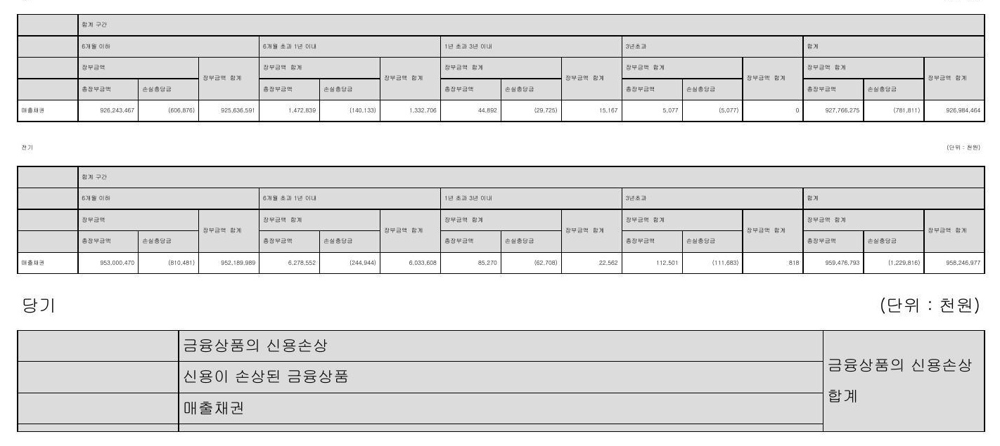 합계 구간
6개월 이하 6개월 초과 1년 이내 1년 초과 3년 이내 3년초과 합계
장부금액 장부금액 합계 장부금액 합계 장부금액 합계 장부금액 합계 장부금액 합계 장부금액 합계 장부금액 합계 장부금액 합계 장부금액 합계
총장부금액 손실충당금 총장부금액 손실충당금 총장부금액 손실충당금 총장부금액 손실충당금 총장부금액 손실충당금
매출채권 926,243,467 (606,876) 925,636,591 1,472,839 (140,133) 1,332,706 44,892 (29,725) 15,167 5,077 (5,077) 0 927,766,275 (781,811) 926,984,464
전기 (단위 : 천원)
합계 구간
6개월 이하 6개월 초과 1년 이내 1년 초과 3년 이내 3년초과 합계
장부금액 장부금액 합계 장부금액 합계 장부금액 합계 장부금액 합계 장부금액 합계 장부금액 합계 장부금액 합계 장부금액 합계 장부금액 합계
총장부금액 손실충당금 총장부금액 손실충당금 총장부금액 손실충당금 총장부금액 손실충당금 총장부금액 손실충당금
매출채권 953,000,470 (810,481) 952,189,989 6,278,552 (244,944) 6,033,608 85,270 (62,708) 22,562 112,501 (111,683) 818 959,476,793 (1,229,816) 958,246,977
당기 (단위 : 천원)
금융상품의 신용손상
신용이 손상된 금융상품
매출채권
금융상품의 신용손상
합계